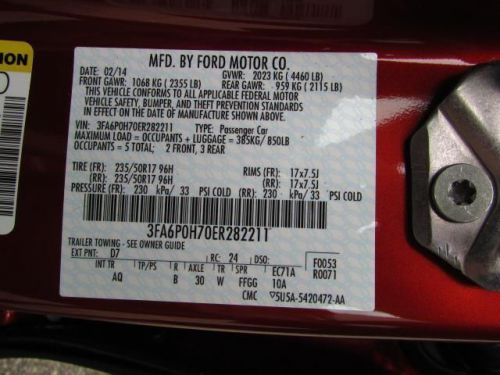 MFD. BY FORD MOTOR CO.
02/14 GVWR: 2023 KG ( 4460 LB)
FRONT GAWR: 1068 KG ( 2355 LB) REAR GAWR: 959 KG ( 2115 LB)
THIS VEHICLE CONFORMS TO ALL APPLICABLE FEDERAL MOTOR
VEHICLE SAFETY, BUMPER, AND THEFT PREVENTION STANDARDS
IN EFFECT ON THE DATE OF MANUFACTURE SHOWN ABOVE.
VIN: 3FA6P0H70ER282211 TYPE: Passenger Car
MAXIMUM LOAD = OCCUPANTS + LUGGAGE = 385KG/ 850LB
OCCUPANTS = 5 TOTAL: 2 FRONT, 3 REAR
TIRE (FR): 235/50R17 96H RIMS (FR): 17x7.5J
(RR): 235/50R17 96H (RR): 17x7.5J
PRESSURE (FR): 230 kPa/ 33 PSI COLD (RR): 230 kPa/ 33 PSI COLD
3FA6P0H70ER282211
TRAILER TOWING - SEE OWNER GUIDE
EXT PNT: D7 RC: 24 DSO: F0053
INT TR TP/PS R AXLE TR SPR EC71A R0071
AQ B 30 W FFGG 10A
CMC 5U5A-5420472-AA